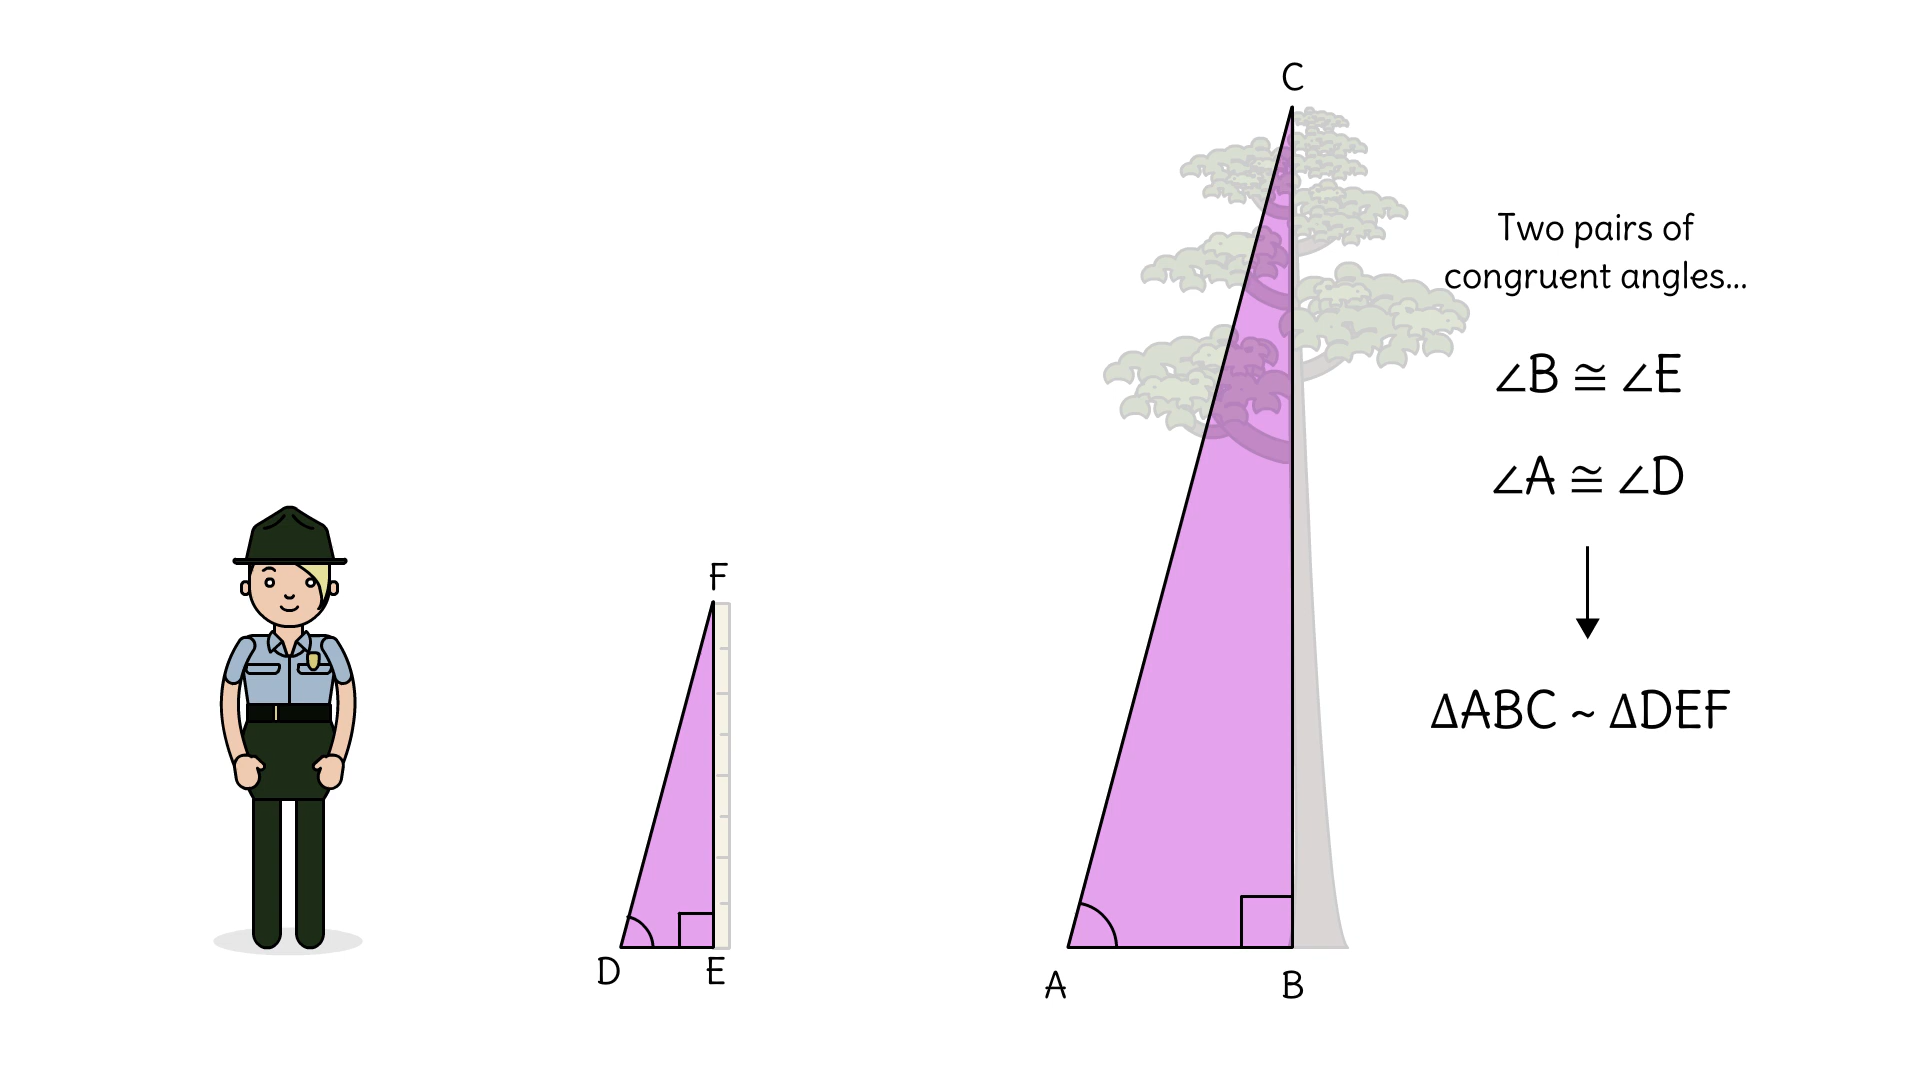 C
Two pairs of
congruent angles...
∠B ≅ ∠E
∠A ≅ ∠D
F
ΔABC ~ ΔDEF
D E
A B